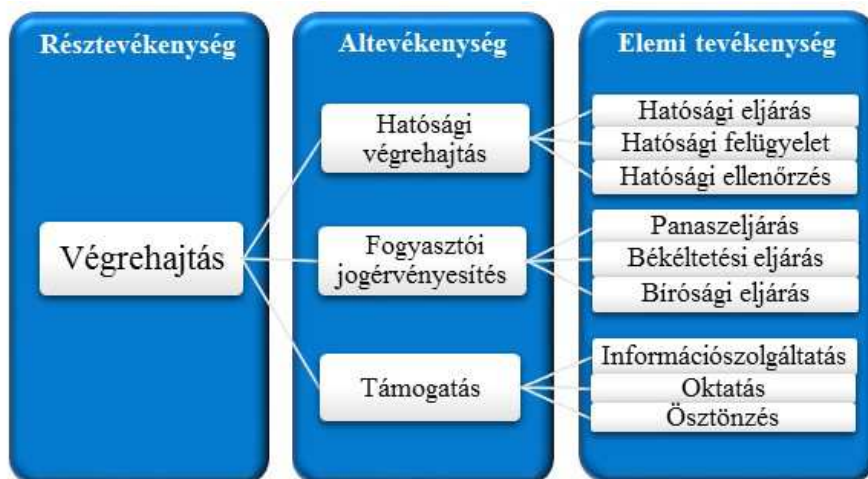 Résztevékenység
Altevékenység
Elemi tevékenység
Végrehajtás
Hatósági
végrehajtás
Fogyasztói
jogérvényesítés
Támogatás
Hatósági eljárás
Hatósági felügyelet
Hatósági ellenőrzés
Panaszeljárás
Békéltetési eljárás
Bírósági eljárás
Információszolgáltatás
Oktatás
Ösztönzés